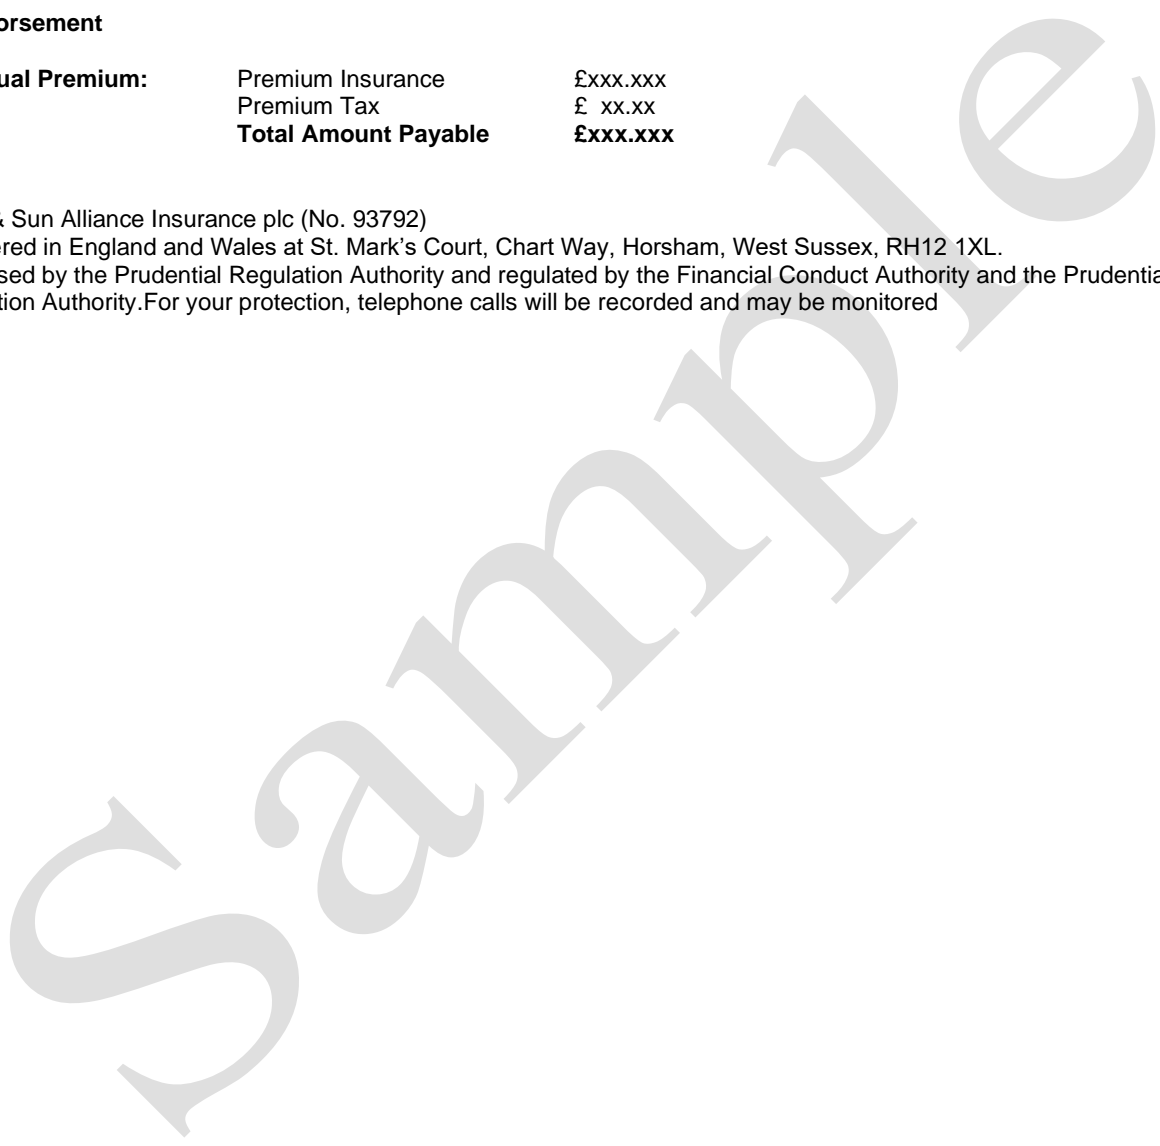 orsement
ual Premium: Premium Insurance £xxx.xxx
Premium Tax £ xx.xx
Total Amount Payable £xxx.xxx
& Sun Alliance Insurance plc (No. 93792)
ered in England and Wales at St. Mark’s Court, Chart Way, Horsham, West Sussex, RH12 1XL.
sed by the Prudential Regulation Authority and regulated by the Financial Conduct Authority and the Prudentia
tion Authority.For your protection, telephone calls will be recorded and may be monitored
Sample